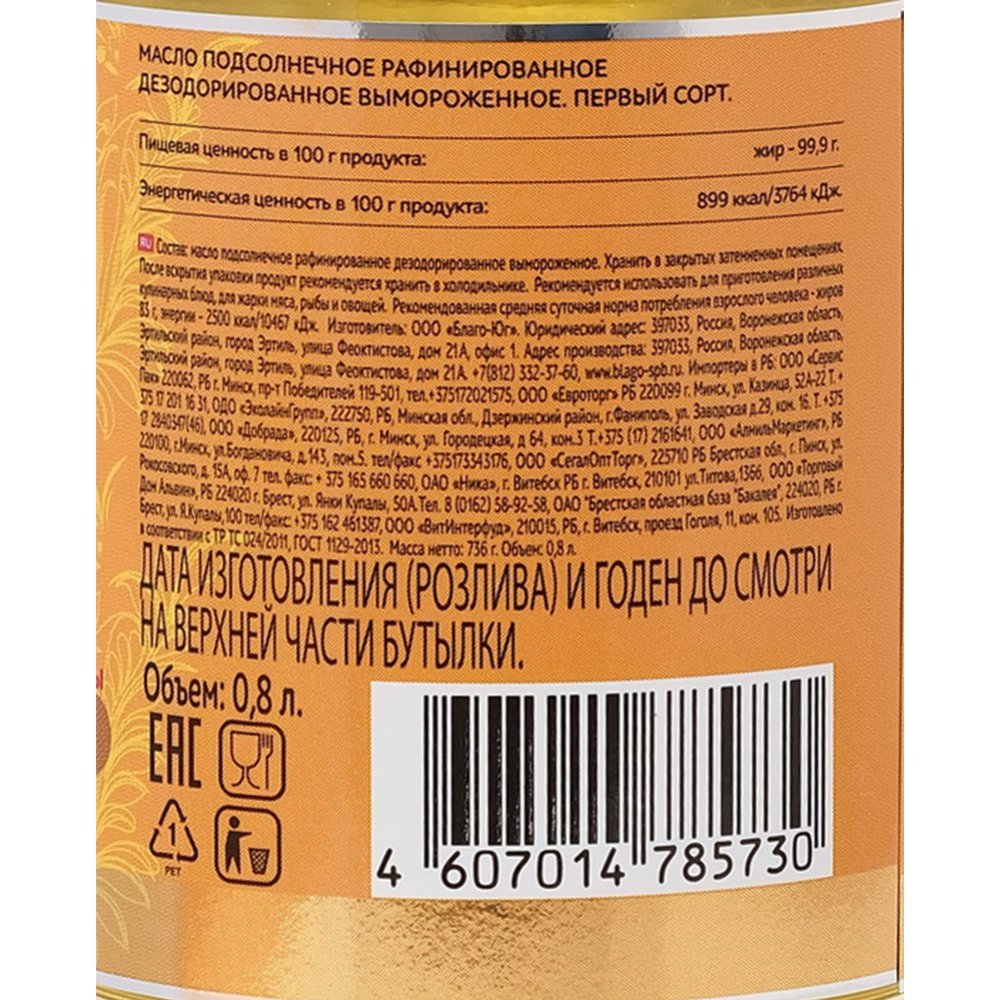 МАСЛО ПОДСОЛНЕЧНОЕ РАФИНИРОВАННОЕ
ДЕЗОДОРИРОВАННОЕ ВЫМОРОЖЕННОЕ. ПЕРВЫЙ СОРТ.
Пищевая ценность в 100 г продукта: жир - 99,9 г.
Энергетическая ценность в 100 г продукта: 899 ккал/3764 кДж.
RU Состав: масло подсолнечное рафинированное дезодорированное вымороженное. Хранить в закрытых затемненных помещениях.
После вскрытия упаковки продукт рекомендуется хранить в холодильнике. Рекомендуется использовать для приготовления различных
кулинарных блюд, для жарки мяса, рыбы и овощей. Рекомендованная средняя суточная норма потребления взрослого человека - жиров
83 г, энергии - 2500 ккал/10467 кДж. Изготовитель: ООО «Благо-Юг». Юридический адрес: 397033, Россия, Воронежская область,
Эртильский район, город Эртиль, улица Феоктистова, дом 21А, офис 1. Адрес производства: 397033, Россия, Воронежская область,
Эртильский район, город Эртиль, улица Феоктистова, дом 21А. +7(812) 332-37-60, www.blago-spb.ru. Импортеры в РБ: ООО «Сервис
Пак» 220062, РБ г. Минск, пр-т Победителей 119-501, тел.+375172021575, ООО «Евроторг» РБ 220099 г. Минск, ул. Казинца, 52А-22 Т. +
375 17 201 16 31, ОДО «ЭколайнГрупп», 222750, РБ, Минская обл., Дзержинский район, г.Фаниполь, ул. Заводская д.29, ком. 16. Т. +375
17 2840347(46), ООО «Добрада», 220125, РБ, г. Минск, ул. Городецкая, д 64, ком.3 Т.+375 (17) 2161641, ООО «АлмильМаркетинг», РБ
220100, г.Минск, ул.Богдановича, д.143, пом.5. тел/факс +375173343176, ООО «СегалОптТорг», 225710 РБ Брестская обл., г. Пинск, ул.
Рокосовского, д. 15А, оф. 7 тел. факс: + 375 165 660 660, ОАО «Ника», г. Витебск РБ г. Витебск, 210101 ул.Титова,1366, ООО «Торговый
Дом Альвин», РБ 224020 г. Брест, ул. Янки Купалы, 50А.Тел. 8 (0162) 58-92-58, ОАО "Брестская областная база "Бакалея", 224020, РБ г.
Брест, ул. Я.Купалы,100 тел/факс: +375 162 461387, ООО «ВитИнтерфуд», 210015, РБ, г. Витебск, проезд Гоголя, 11, ком. 105. Изготовлено
в соответствии с ТР ТС 024/2011, ГОСТ 1129-2013. Масса нетто: 736 г. Объем: 0,8 л.
ДАТА ИЗГОТОВЛЕНИЯ (РОЗЛИВА) И ГОДЕН ДО СМОТРИ
НА ВЕРХНЕЙ ЧАСТИ БУТЫЛКИ.
Объем: 0,8 л.
ЕАС
1
PET
4 607014 785730